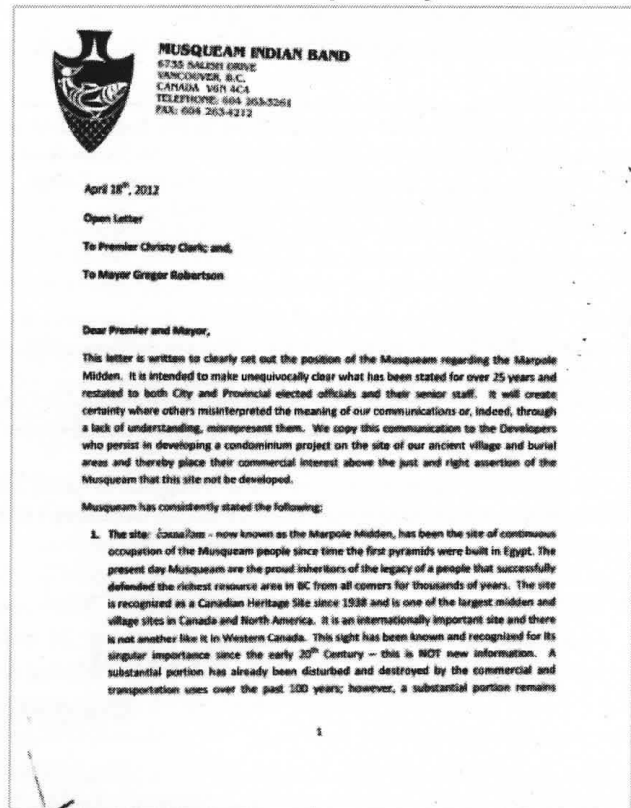 MUSQUEAM INDIAN BAND
6735 SALISH DRIVE
VANCOUVER, B.C.
CANADA V6N 4C4
TELEPHONE: 604 263-3261
FAX: 604 263-4212
April 18th, 2012
Open Letter
To Premier Christy Clark; and,
To Mayor Gregor Robertson
Dear Premier and Mayor,
This letter is written to clearly set out the position of the Musqueam regarding the Marpole
Midden. It is intended to make unequivocally clear what has been stated for over 25 years and
restated to both City and Provincial elected officials and their senior staff. It will create
certainty where others misinterpreted the meaning of our communications or, indeed, through
a lack of understanding, misrepresent them. We copy this communication to the Developers
who persist in developing a condominium project on the site of our ancient village and burial
areas and thereby place their commercial interest above the just and right assertion of the
Musqueam that this site not be developed.
Musqueam has consistently stated the following:
1. The site: - now known as the Marpole Midden, has been the site of continuous
occupation of the Musqueam people since time the first pyramids were built in Egypt. The
present day Musqueam are the proud inheritors of the legacy of a people that successfully
defended the richest resource area in BC from all comers for thousands of years. The site
is recognized as a Canadian Heritage Site since 1938 and is one of the largest midden and
village sites in Canada and North America. It is an internationally important site and there
is not another like it in Western Canada. This sight has been known and recognized for its
singular importance since the early 20th Century – this is NOT new information. A
substantial portion has already been disturbed and destroyed by the commercial and
transportation uses over the past 100 years; however, a substantial portion remains
1